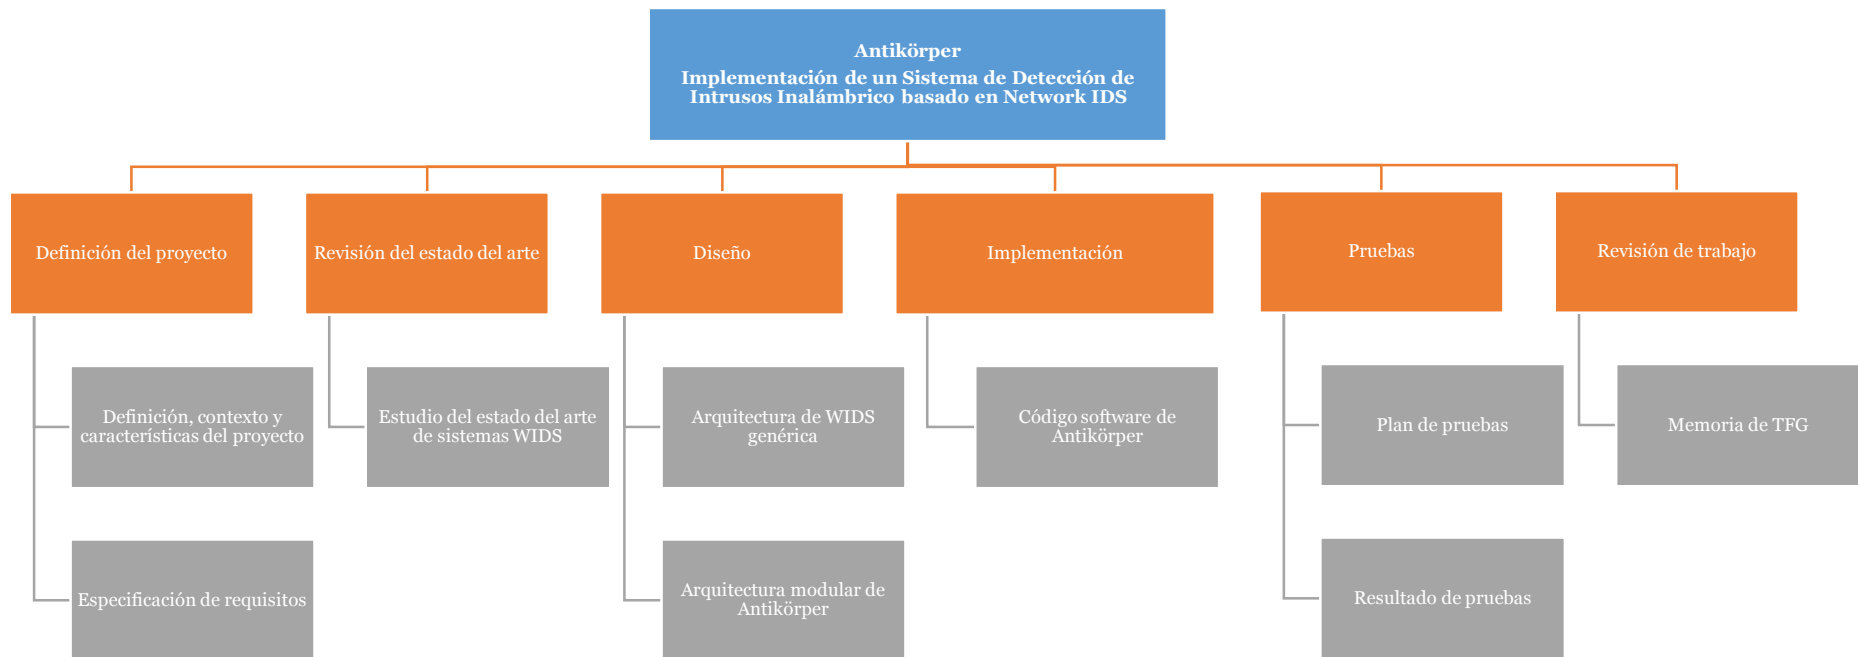 Antikörper
Implementación de un Sistema de Detección de
Intrusos Inalámbrico basado en Network IDS
Definición del proyecto
Revisión del estado del arte
Diseño
Implementación
Pruebas
Revisión de trabajo
Definición, contexto y
características del proyecto
Estudio del estado del arte
de sistemas WIDS
Arquitectura de WIDS
genérica
Código software de
Antikörper
Plan de pruebas
Memoria de TFG
Especificación de requisitos
Arquitectura modular de
Antikörper
Resultado de pruebas